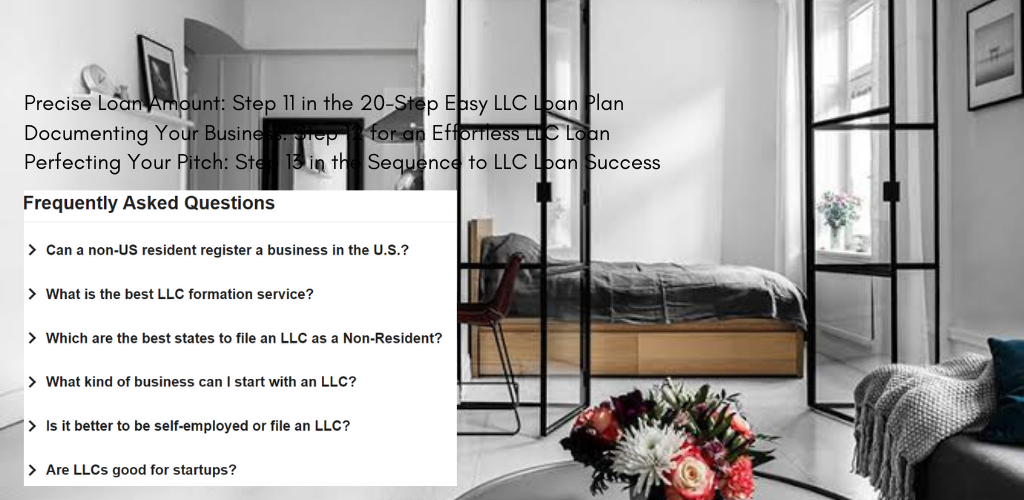 Precise Loan Amount: Step 11 in the 20-Step Easy LLC Loan Plan
Documenting Your Business: Step 12 for an Effortless LLC Loan
Perfecting Your Pitch: Step 13 in the Sequence to LLC Loan Success
Frequently Asked Questions
Can a non-US resident register a business in the U.S.?
What is the best LLC formation service?
Which are the best states to file an LLC as a Non-Resident?
What kind of business can I start with an LLC?
Is it better to be self-employed or file an LLC?
Are LLCs good for startups?